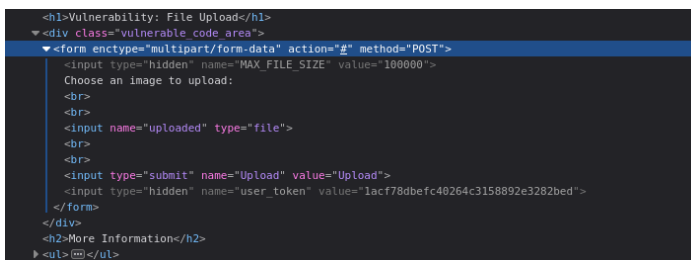 <h1>Vulnerability: File Upload</h1>
<div class="vulnerable_code_area">
<form enctype="multipart/form-data" action="#" method="POST">
<input type="hidden" name="MAX_FILE_SIZE" value="100000">
Choose an image to upload:
<br>
<br>
<input name="uploaded" type="file">
<br>
<br>
<input type="submit" name="Upload" value="Upload">
<input type="hidden" name="user_token" value="1acf78dbefc40264c3158892e3282bed">
</form>
</div>
<h2>More Information</h2>
<ul>...</ul>